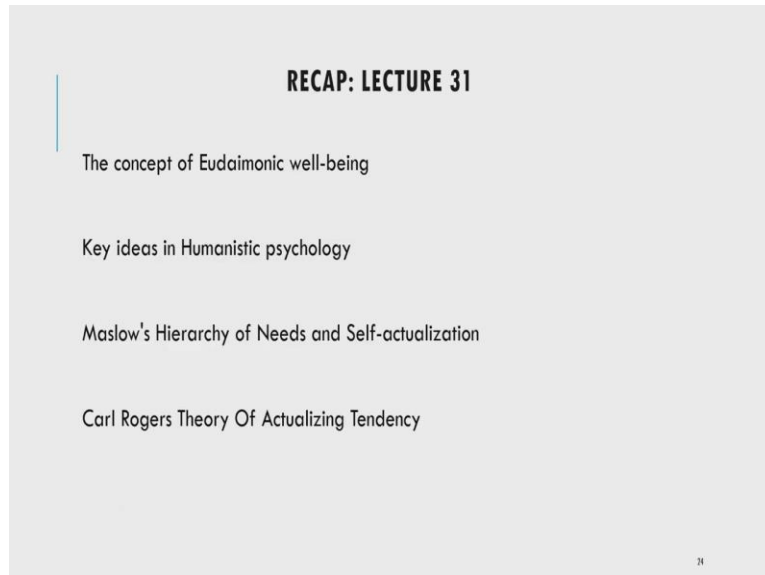 RECAP: LECTURE 31
The concept of Eudaimonic well-being
Key ideas in Humanistic psychology
Maslow's Hierarchy of Needs and Self-actualization
Carl Rogers Theory Of Actualizing Tendency
24